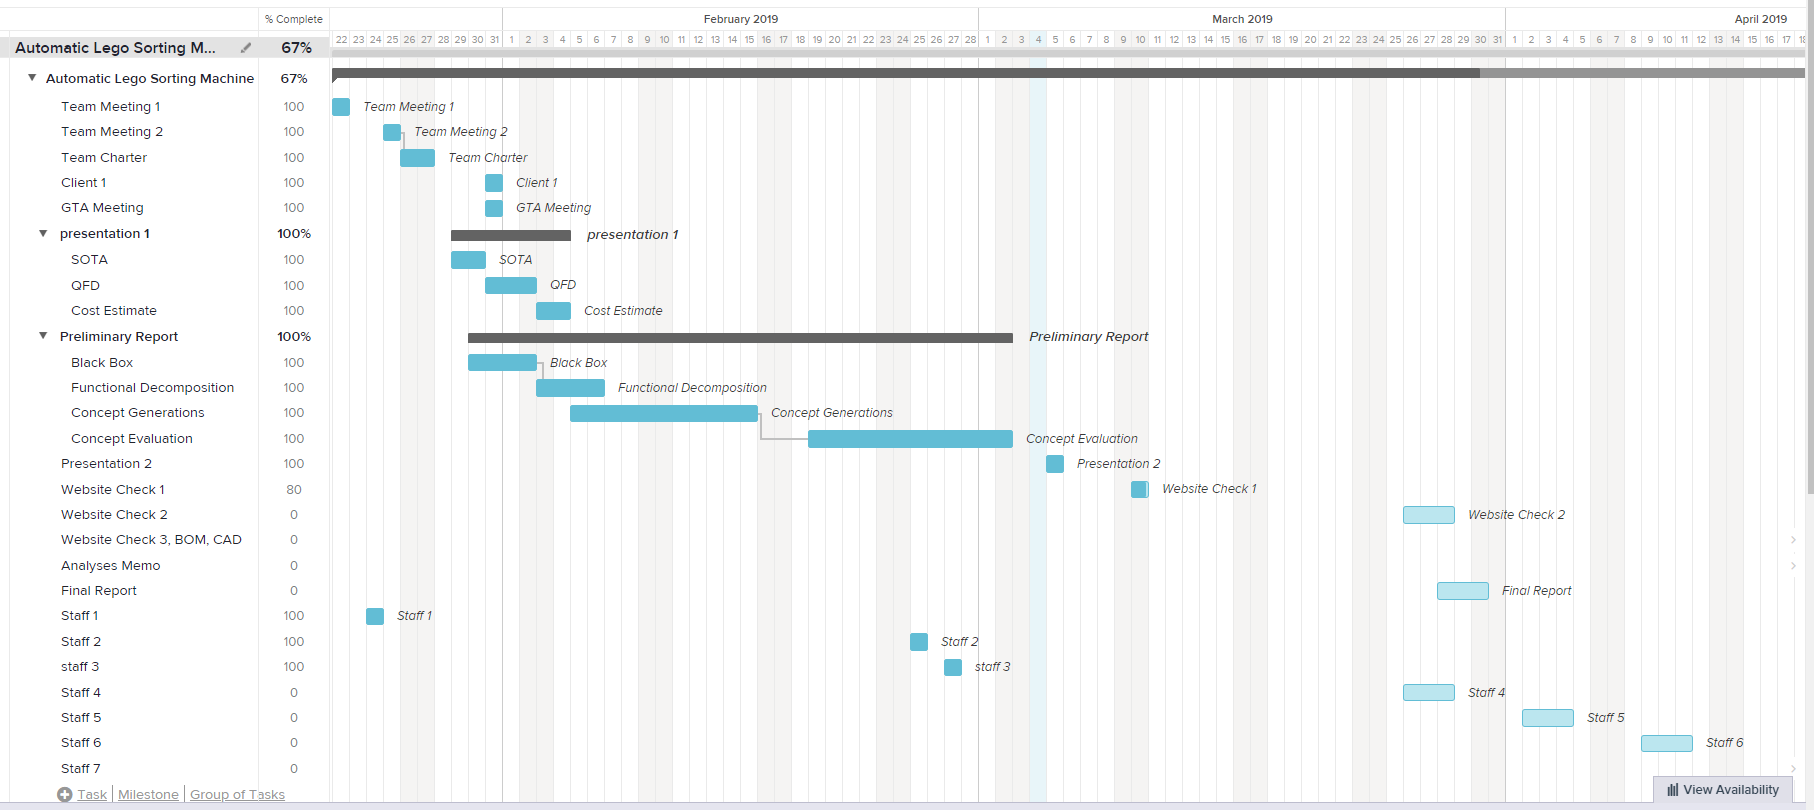 February 2019 March 2019 April 2019
% Complete
22 23 24 25 26 27 28 29 30 31 1 2 3 4 5 6 7 8 9 10 11 12 13 14 15 16 17 18 19 20 21 22 23 24 25 26 27 28 1 2 3 4 5 6 7 8 9 10 11 12 13 14 15 16 17 18 19 20 21 22 23 24 25 26 27 28 29 30 31 1 2 3 4 5 6 7 8 9 10 11 12 13 14 15 16 17
Automatic Lego Sorting M... 67%
Automatic Lego Sorting Machine 67%
Team Meeting 1 100 Team Meeting 1
Team Meeting 2 100 Team Meeting 2
Team Charter 100 Team Charter
Client 1 100 Client 1
GTA Meeting 100 GTA Meeting
presentation 1 100% presentation 1
SOTA 100 SOTA
QFD 100 QFD
Cost Estimate 100 Cost Estimate
Preliminary Report 100% Preliminary Report
Black Box 100 Black Box
Functional Decomposition 100 Functional Decomposition
Concept Generations 100 Concept Generations
Concept Evaluation 100 Concept Evaluation
Presentation 2 100 Presentation 2
Website Check 1 80 Website Check 1
Website Check 2 0 Website Check 2
Website Check 3, BOM, CAD 0
Analyses Memo 0
Final Report 0 Final Report
Staff 1 100 Staff 1
Staff 2 100 Staff 2
staff 3 100 staff 3
Staff 4 0 Staff 4
Staff 5 0 Staff 5
Staff 6 0 Staff 6
Staff 7 0
Task | Milestone | Group of Tasks
View Availability